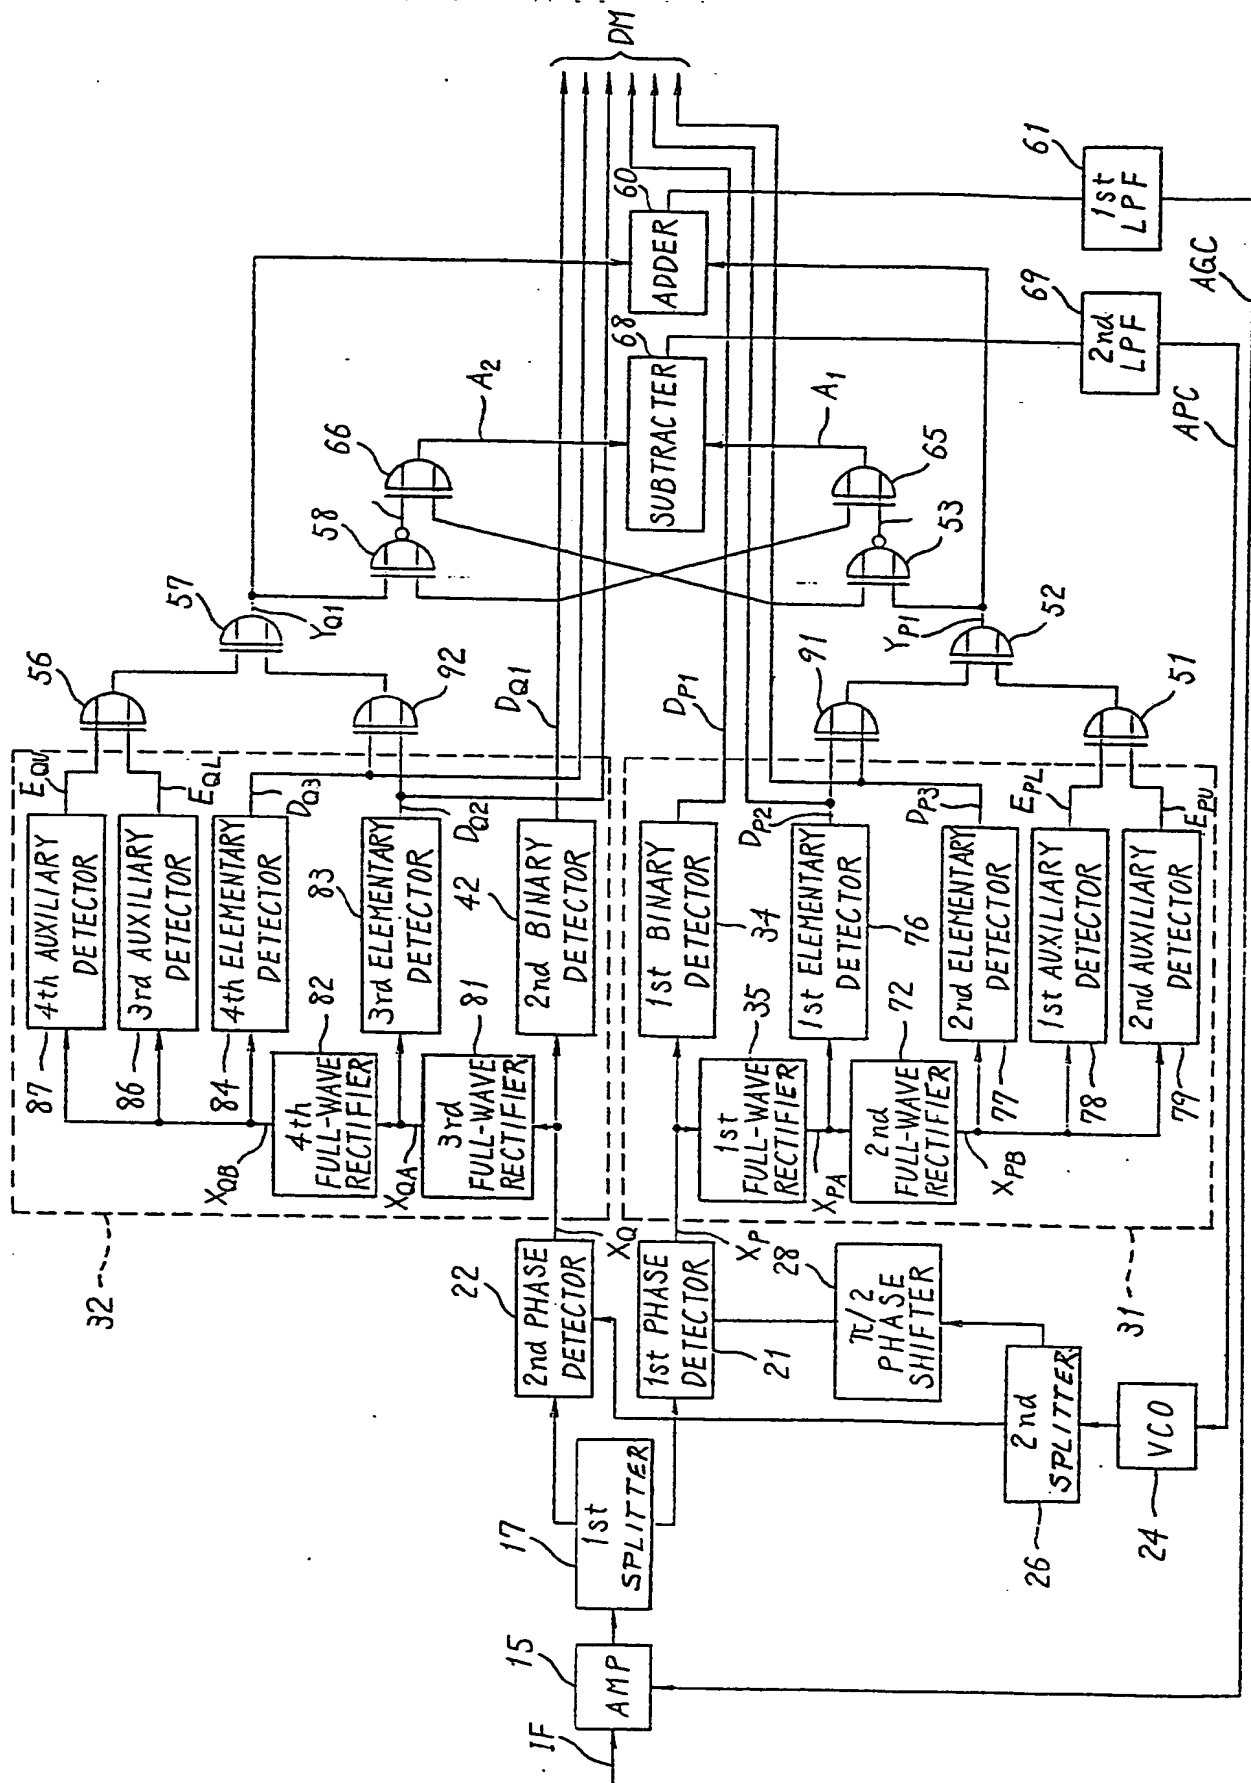 IF
15
AMP
17
1st
SPLITTER
22
2nd PHASE
DETECTOR
1st PHASE
DETECTOR
21
28
π/2
PHASE
SHIFTER
26
2nd
SPLITTER
24
VCO
32
31
XQ
XP
XQB
XQA
XPA
XPB
82
4th
FULL-WAVE
RECTIFIER
81
3rd
FULL-WAVE
RECTIFIER
35
1st
FULL-WAVE
RECTIFIER
72
2nd
FULL-WAVE
RECTIFIER
87
4th AUXILIARY
DETECTOR
86
3rd AUXILIARY
DETECTOR
84
4th ELEMENTARY
DETECTOR
83
3rd ELEMENTARY
DETECTOR
42
2nd BINARY
DETECTOR
1st BINARY
DETECTOR
34
1st ELEMENTARY
DETECTOR
76
2nd ELEMENTARY
DETECTOR
77
1st AUXILIARY
DETECTOR
78
2nd AUXILIARY
DETECTOR
79
EQU
EQL
DQ3
DQ2
DQ1
DP1
DP2
DP3
EPL
EPU
56
92
57
YQ1
91
51
52
YP1
58
66
53
65
A2
A1
68
SUBTRACTER
60
ADDER
69
2nd
LPF
61
1st
LPF
APC
AGC
DM